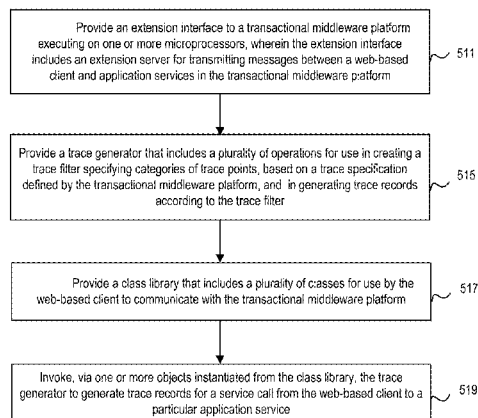 Provide an extension interface to a transactional middleware platform
executing on one or more microprocessors, wherein the extension interface
includes an extension server for transmitting messages between a web-based
client and application services in the transactional middleware platform
511
Provide a trace generator that includes a plurality of operations for use in creating a
trace filter specifying categories of trace points, based on a trace specification
defined by the transactional middleware platform, and in generating trace records
according to the trace filter
515
Provide a class library that includes a plurality of classes for use by the
web-based client to communicate with the transactional middleware platform
517
Invoke, via one or more objects instantiated from the class library, the trace
generator to generate trace records for a service call from the web-based client to a
particular application service
519